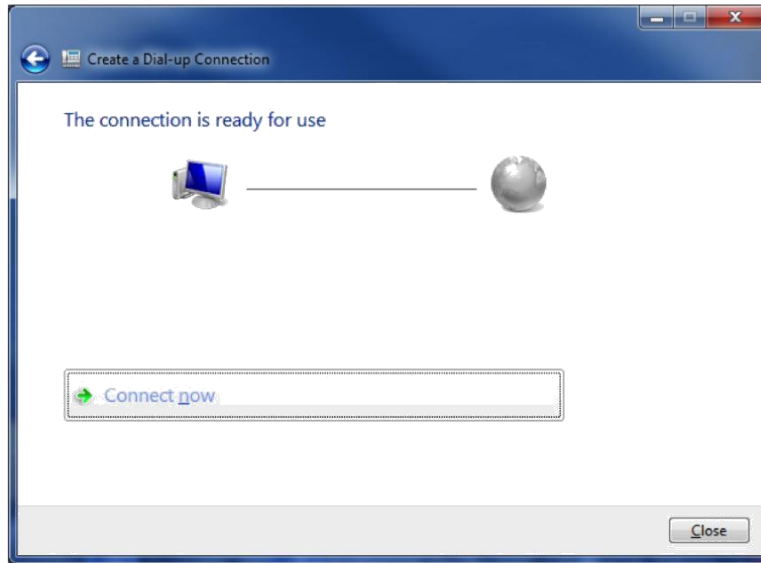 Create a Dial-up Connection
The connection is ready for use
Connect now
Close